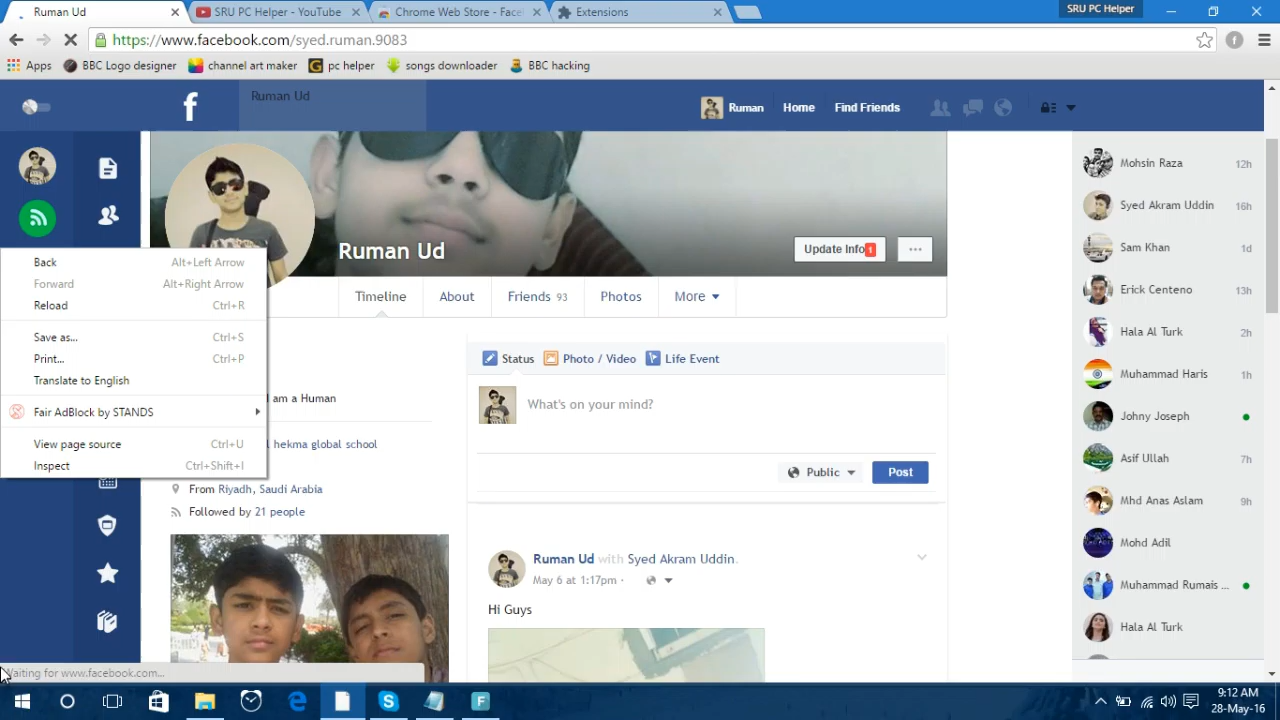 Ruman Ud
SRU PC Helper - YouTube
Chrome Web Store - Face
Extensions
SRU PC Helper
https://www.facebook.com/syed.ruman.9083
Apps
BBC Logo designer
channel art maker
pc helper
songs downloader
BBC hacking
Ruman Ud
Ruman
Home
Find Friends
Ruman Ud
Update Info 1
Timeline
About
Friends 93
Photos
More
Back Alt+Left Arrow
Forward Alt+Right Arrow
Reload Ctrl+R
Save as... Ctrl+S
Print... Ctrl+P
Translate to English
Fair AdBlock by STANDS
View page source Ctrl+U
Inspect Ctrl+Shift+I
I am a Human
hekma global school
From Riyadh, Saudi Arabia
Followed by 21 people
Status
Photo / Video
Life Event
What's on your mind?
Public
Post
Ruman Ud with Syed Akram Uddin.
May 6 at 1:17pm ·
Hi Guys
Mohsin Raza 12h
Syed Akram Uddin 16h
Sam Khan 1d
Erick Centeno 13h
Hala Al Turk 2h
Muhammad Haris 1h
Johny Joseph
Asif Ullah 7h
Mhd Anas Aslam 9h
Mohd Adil
Muhammad Rumais ...
Hala Al Turk
Waiting for www.facebook.com...
9:12 AM
28-May-16